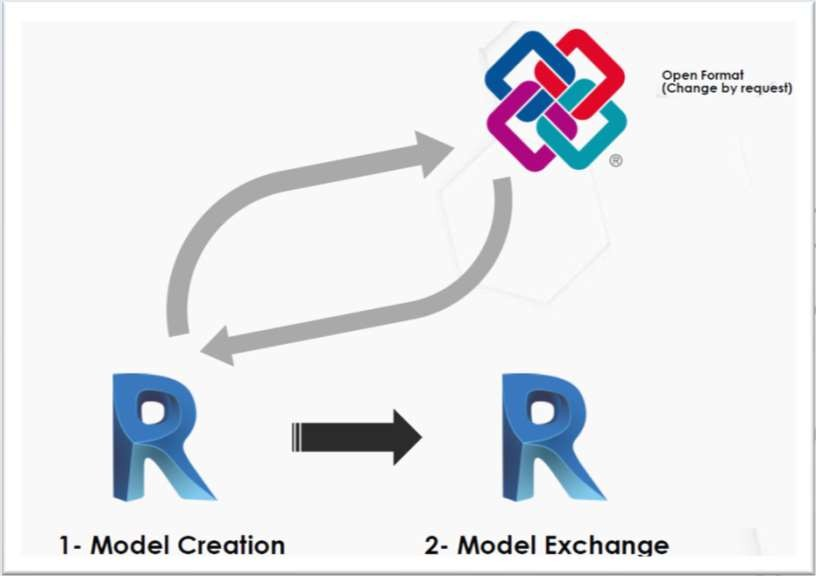 Open Format
(Change by request)
®
R
R
1- Model Creation
2- Model Exchange